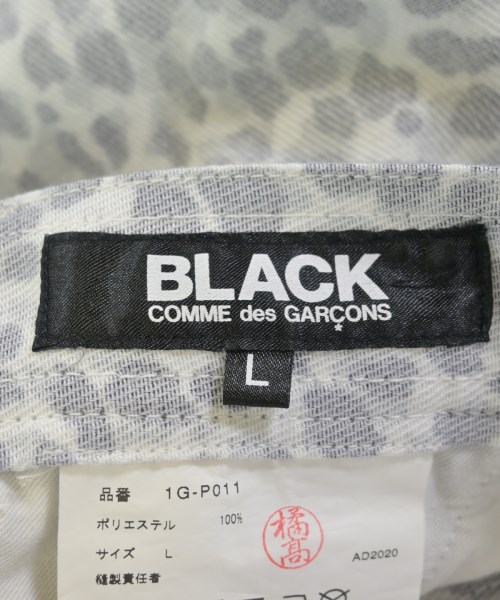 BLACK
COMME des GARÇONS
*
L
品番 1G-P011
ポリエステル 100%
サイズ L
縫製責任者
橘高
AD2020